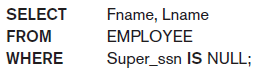 SELECT Fname, Lname
FROM EMPLOYEE
WHERE Super_ssn IS NULL;